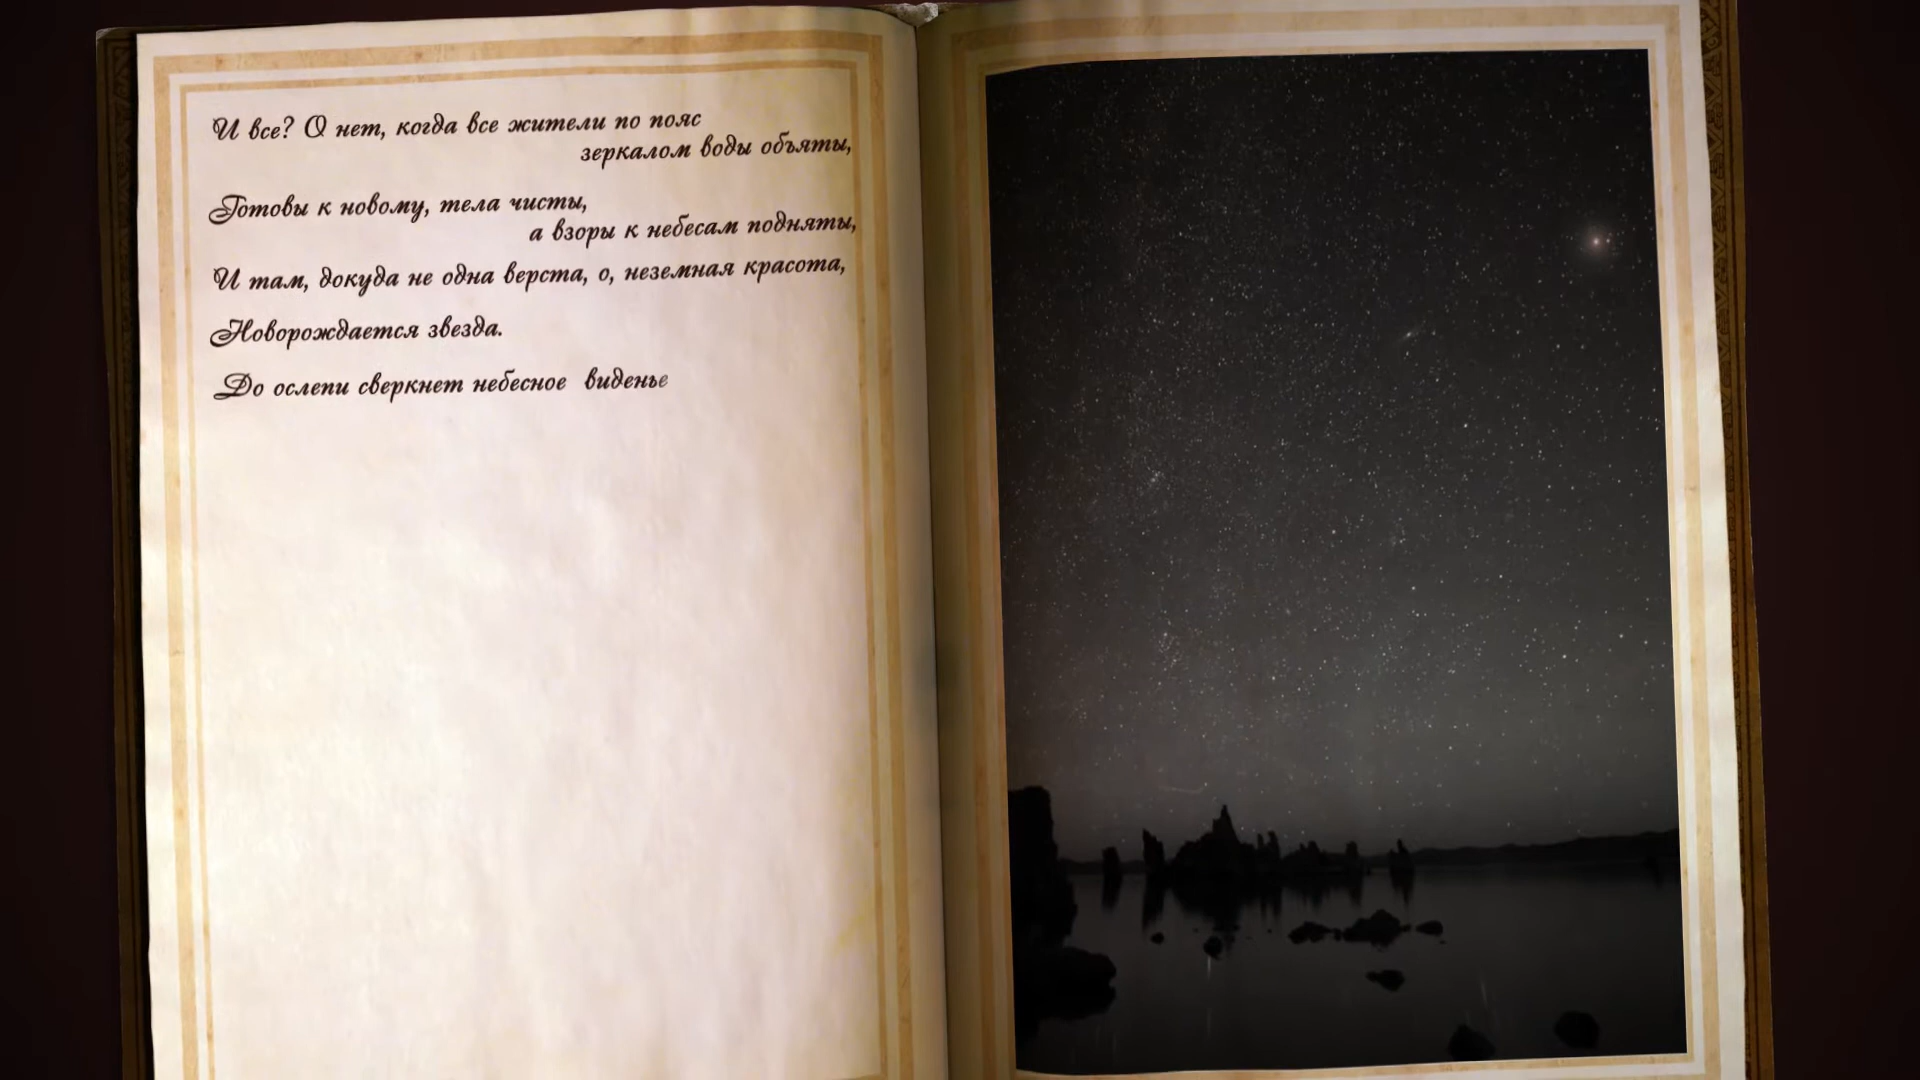 И все? О нет, когда все жители по пояс
зеркалом воды объяты,
Готовы к новому, тела чисты,
а взоры к небесам подняты,
И там, докуда не одна верста, о, неземная красота,
Новорождается звезда.
До ослепи сверкнет небесное виденье